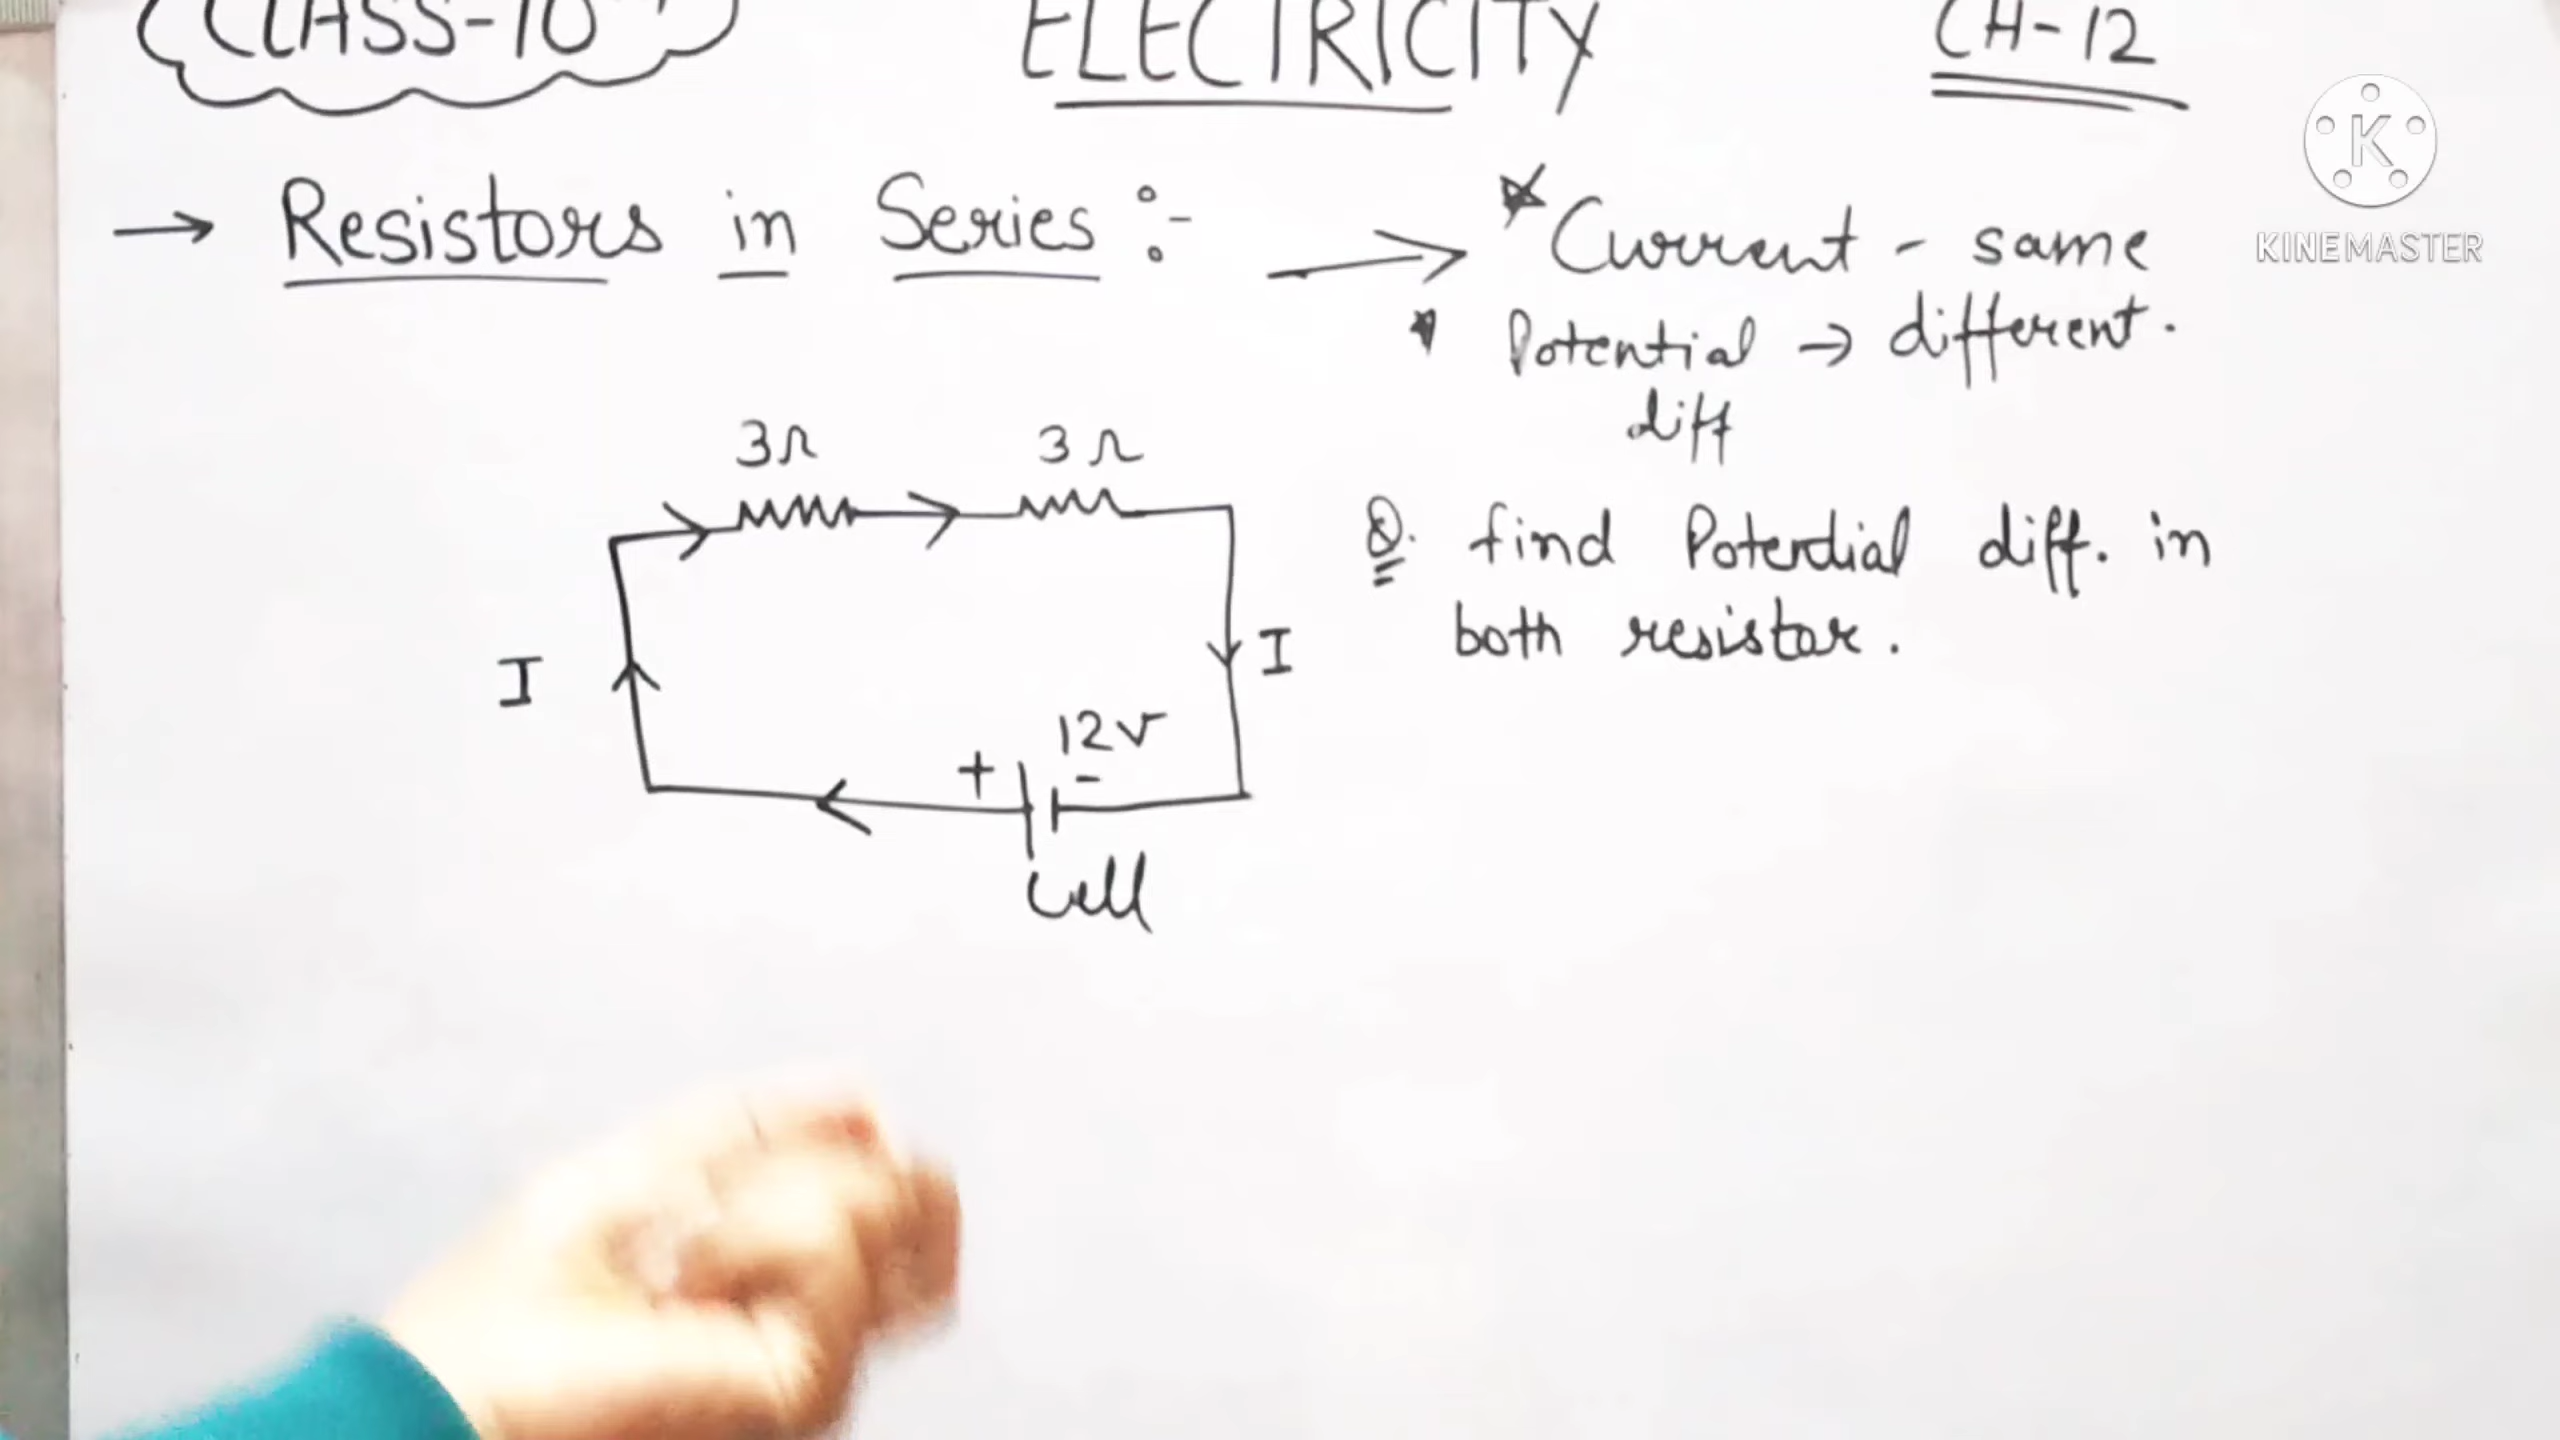 CLASS-10th
ELECTRICITY
CH-12
K
KINEMASTER
→ Resistors in Series :-
→ * Current - same
* Potential → different.
diff
3Ω
3Ω
Q. find Potential diff. in
both resistor.
I
I
12V
+ -
Cell